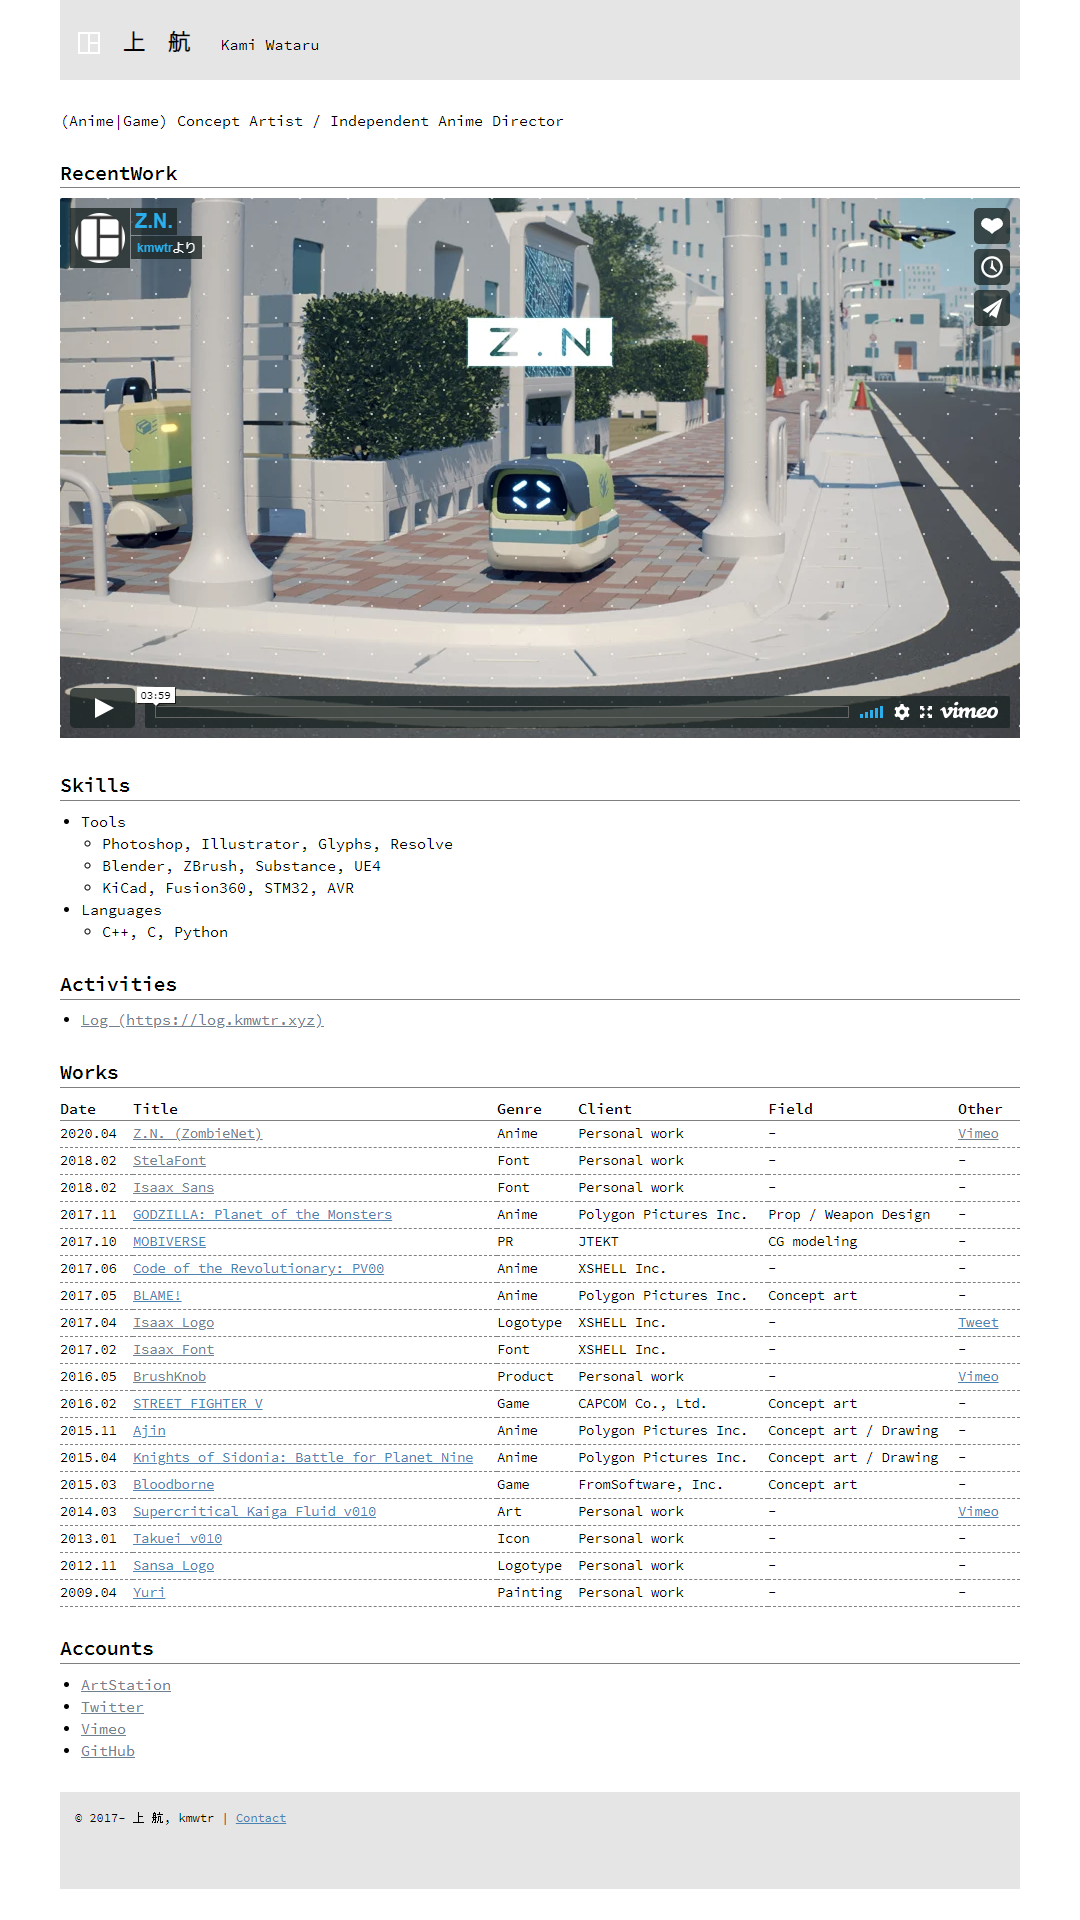 上 航 Kami Wataru
(Anime|Game) Concept Artist / Independent Anime Director
RecentWork
Z.N.
kmwtrより
Z.N.
03:59
vimeo
Skills
Tools
Photoshop, Illustrator, Glyphs, Resolve
Blender, ZBrush, Substance, UE4
KiCad, Fusion360, STM32, AVR
Languages
C++, C, Python
Activities
Log (https://log.kmwtr.xyz)
Works
Date Title Genre Client Field Other
2020.04 Z.N. (ZombieNet) Anime Personal work - Vimeo
2018.02 StelaFont Font Personal work - -
2018.02 Isaax Sans Font Personal work - -
2017.11 GODZILLA: Planet of the Monsters Anime Polygon Pictures Inc. Prop / Weapon Design -
2017.10 MOBIVERSE PR JTEKT CG modeling -
2017.06 Code of the Revolutionary: PV00 Anime XSHELL Inc. - -
2017.05 BLAME! Anime Polygon Pictures Inc. Concept art -
2017.04 Isaax Logo Logotype XSHELL Inc. - Tweet
2017.02 Isaax Font Font XSHELL Inc. - -
2016.05 BrushKnob Product Personal work - Vimeo
2016.02 STREET FIGHTER V Game CAPCOM Co., Ltd. Concept art -
2015.11 Ajin Anime Polygon Pictures Inc. Concept art / Drawing -
2015.04 Knights of Sidonia: Battle for Planet Nine Anime Polygon Pictures Inc. Concept art / Drawing -
2015.03 Bloodborne Game FromSoftware, Inc. Concept art -
2014.03 Supercritical Kaiga Fluid v010 Art Personal work - Vimeo
2013.01 Takuei v010 Icon Personal work - -
2012.11 Sansa Logo Logotype Personal work - -
2009.04 Yuri Painting Personal work - -
Accounts
ArtStation
Twitter
Vimeo
GitHub
© 2017- 上 航, kmwtr | Contact